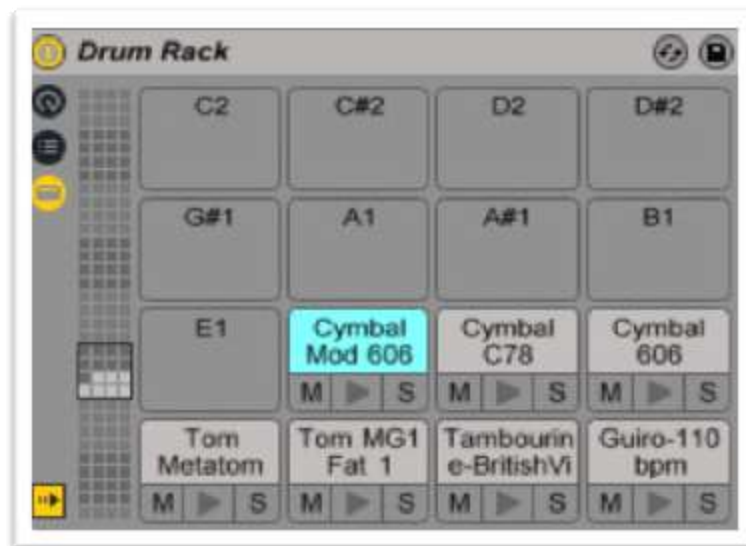 Drum Rack
C2 C#2 D2 D#2
G#1 A1 A#1 B1
E1 Cymbal Cymbal Cymbal
Mod 606 C78 606
M S M S M S
Tom Tom MG1 Tambourin Guiro-110
Metatom Fat 1 e-BritishVi bpm
M S M S M S M S